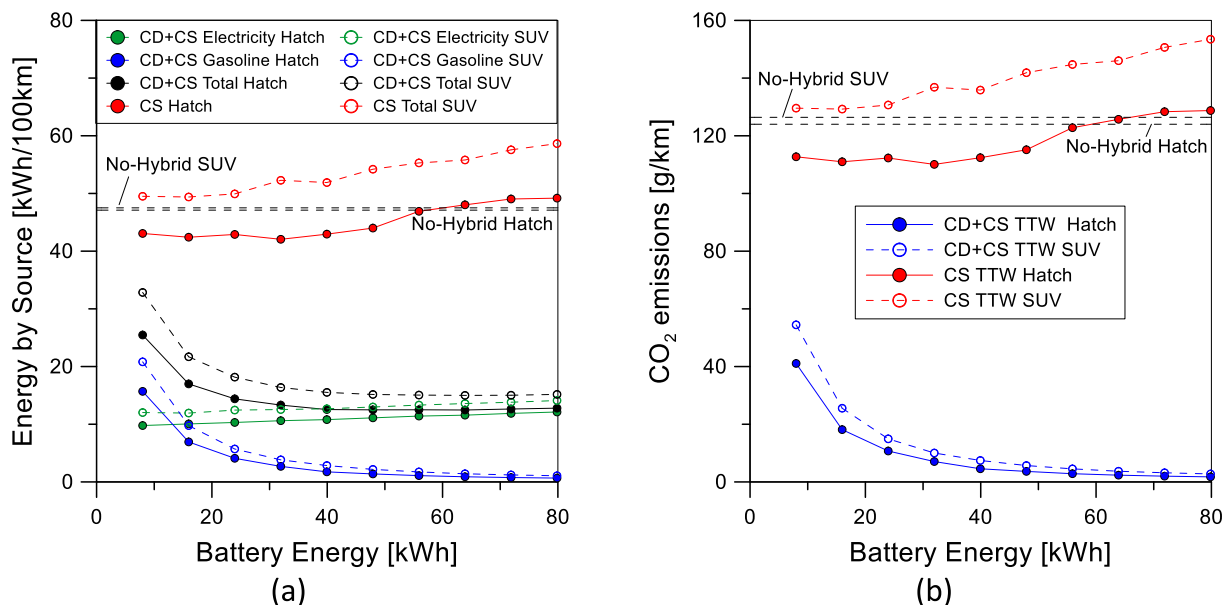 80
60
40
20
0
Energy by Source [kWh/100km]
CD+CS Electricity Hatch
CD+CS Electricity SUV
CD+CS Gasoline Hatch
CD+CS Gasoline SUV
CD+CS Total Hatch
CD+CS Total SUV
CS Hatch
CS Total SUV
No-Hybrid SUV
No-Hybrid Hatch
0 20 40 60 80
Battery Energy [kWh]
(a)
160
120
80
40
0
CO2 emissions [g/km]
No-Hybrid SUV
No-Hybrid Hatch
CD+CS TTW Hatch
CD+CS TTW SUV
CS TTW Hatch
CS TTW SUV
0 20 40 60 80
Battery Energy [kWh]
(b)